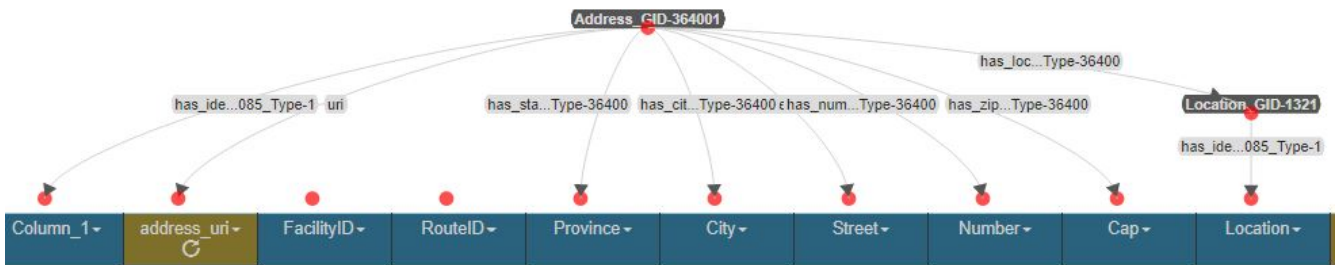 Address_GID-364001
has_loc...Type-36400
has_ide...085_Type-1
uri
has_sta...Type-36400
has_cit...Type-36400
has_num...Type-36400
has_zip...Type-36400
Location_GID-1321
has_ide...085_Type-1
Column_1
address_uri
FacilityID
RouteID
Province
City
Street
Number
Cap
Location